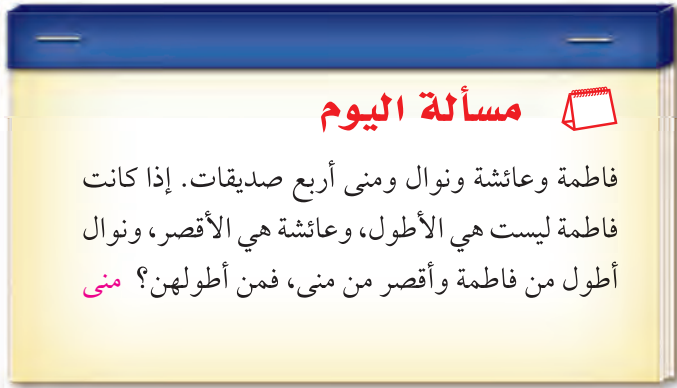 مسألة اليوم
فاطمة وعائشة ونوال ومنى أربع صديقات. إذا كانت
فاطمة ليست هي الأطول، وعائشة هي الأقصر، ونوال
أطول من فاطمة وأقصر من منى، فمن أطولهن؟ منى